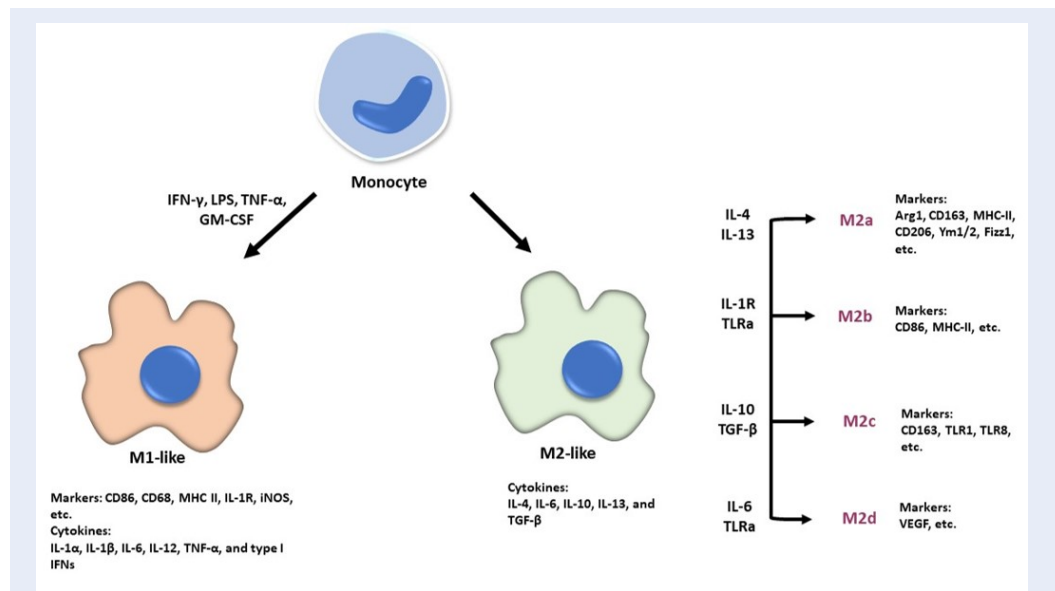 Monocyte
IFN-γ, LPS, TNF-α,
GM-CSF
M1-like
Markers: CD86, CD68, MHC II, IL-1R, iNOS,
etc.
Cytokines:
IL-1α, IL-1β, IL-6, IL-12, TNF-α, and type I
IFNs
M2-like
Cytokines:
IL-4, IL-6, IL-10, IL-13, and
TGF-β
IL-4
IL-13
M2a
Markers:
Arg1, CD163, MHC-II,
CD206, Ym1/2, Fizz1,
etc.
IL-1R
TLRa
M2b
Markers:
CD86, MHC-II, etc.
IL-10
TGF-β
M2c
Markers:
CD163, TLR1, TLR8,
etc.
IL-6
TLRa
M2d
Markers:
VEGF, etc.